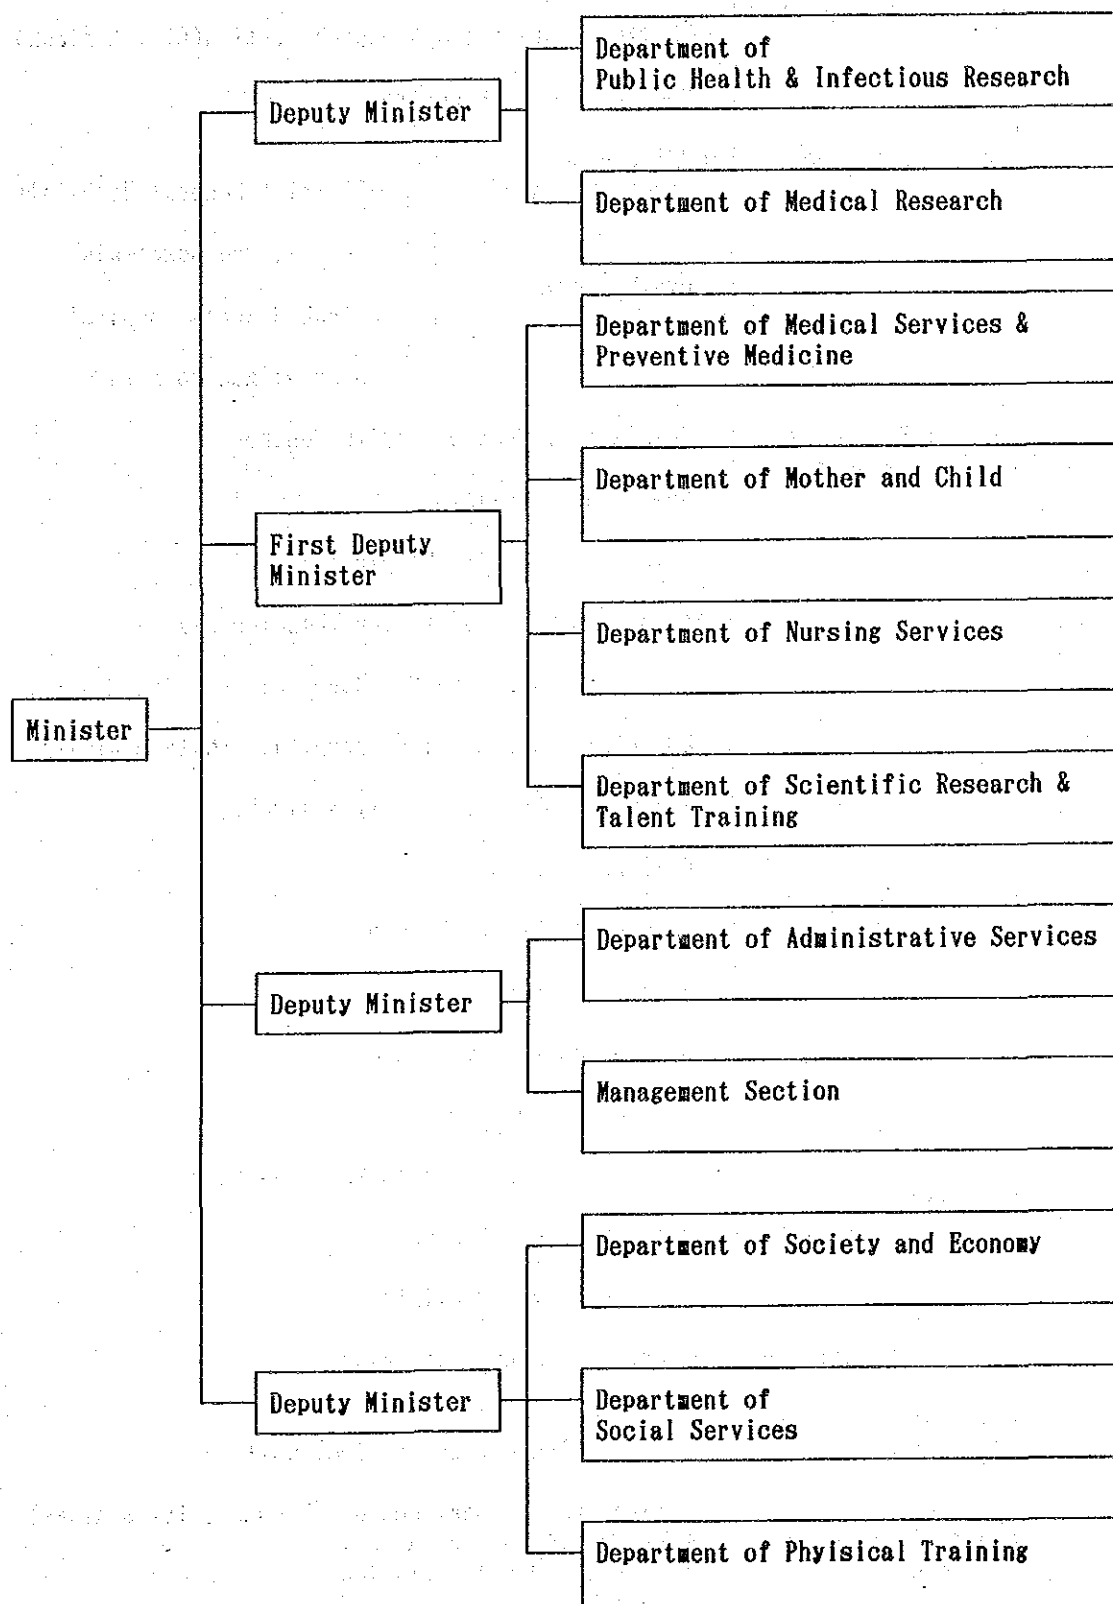 Department of
Public Health & Infectious Research
Deputy Minister
Department of Medical Research
Department of Medical Services &
Preventive Medicine
Department of Mother and Child
First Deputy
Minister
Department of Nursing Services
Minister
Department of Scientific Research &
Talent Training
Department of Administrative Services
Deputy Minister
Management Section
Department of Society and Economy
Deputy Minister
Department of
Social Services
Department of Phyisical Training